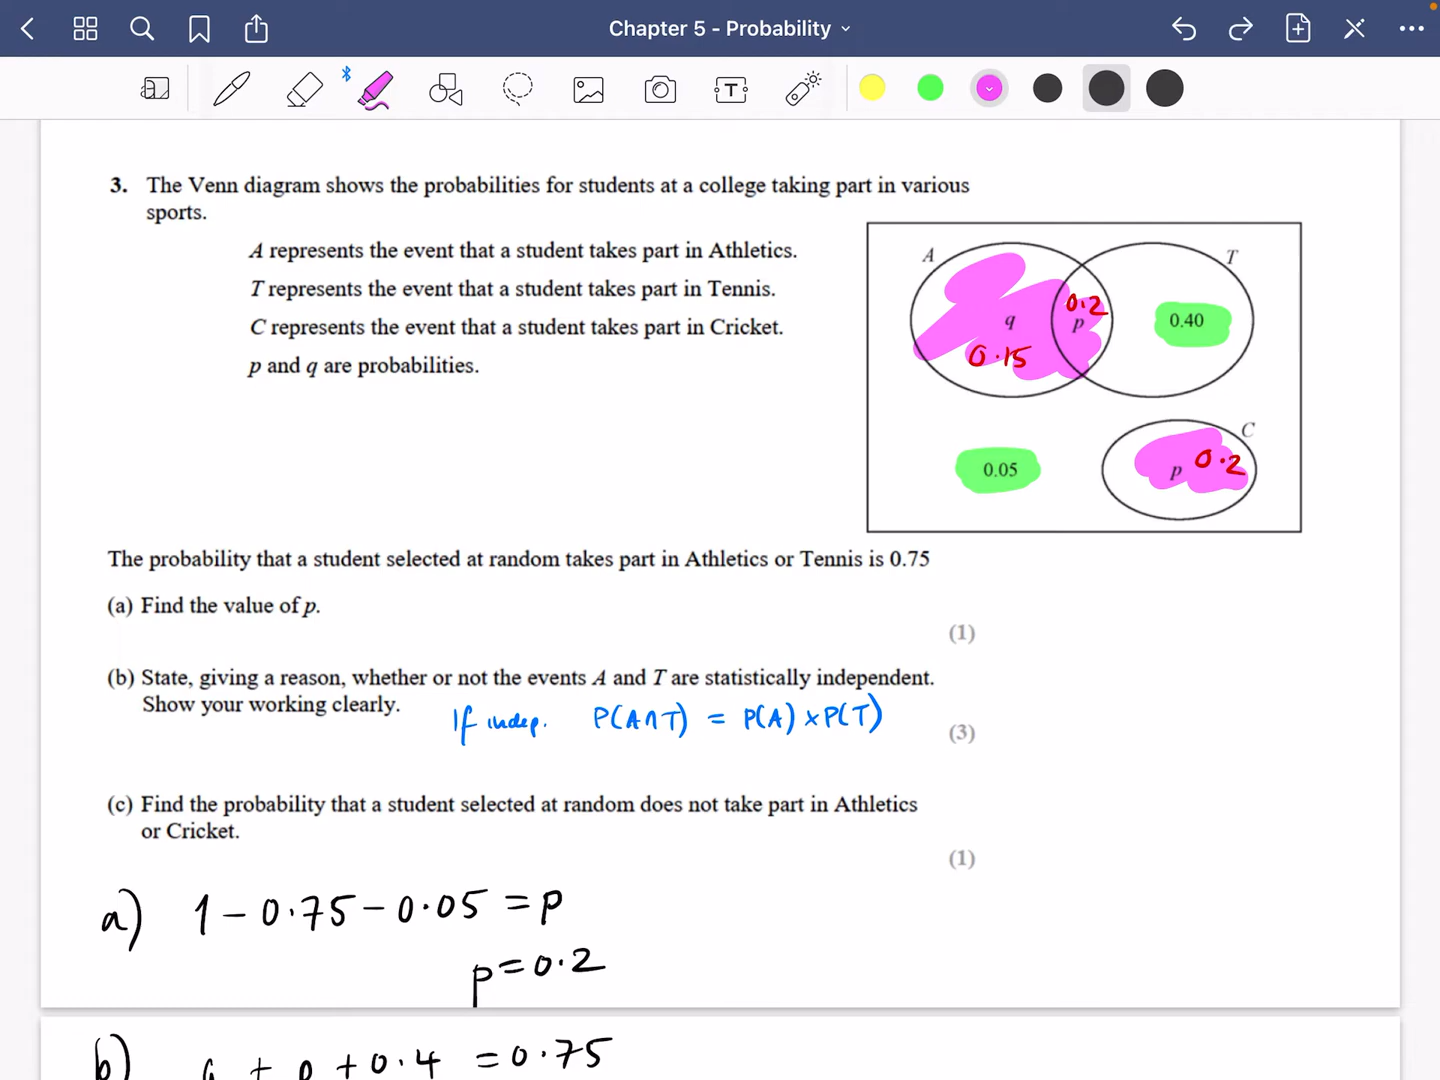 Chapter 5 - Probability
3. The Venn diagram shows the probabilities for students at a college taking part in various
sports.
A represents the event that a student takes part in Athletics.
T represents the event that a student takes part in Tennis.
C represents the event that a student takes part in Cricket.
p and q are probabilities.
A
T
0.2
q
p
0.40
0.15
C
0.05
p
0.2
The probability that a student selected at random takes part in Athletics or Tennis is 0.75
(a) Find the value of p.
(1)
(b) State, giving a reason, whether or not the events A and T are statistically independent.
Show your working clearly.
If indep. P(A∩T) = P(A) × P(T)
(3)
(c) Find the probability that a student selected at random does not take part in Athletics
or Cricket.
(1)
a) 1 - 0.75 - 0.05 = p
p = 0.2
b) q + p + 0.4 = 0.75